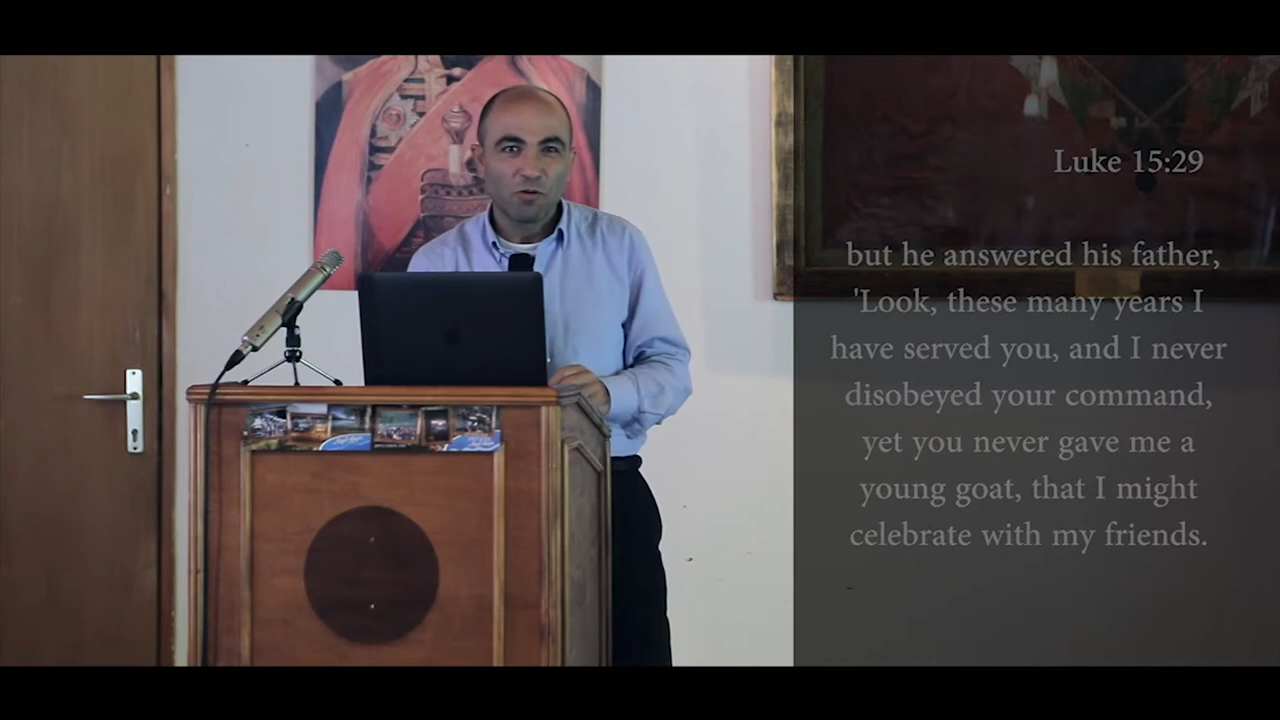 Luke 15:29
but he answered his father,
'Look, these many years I
have served you, and I never
disobeyed your command,
yet you never gave me a
young goat, that I might
celebrate with my friends.